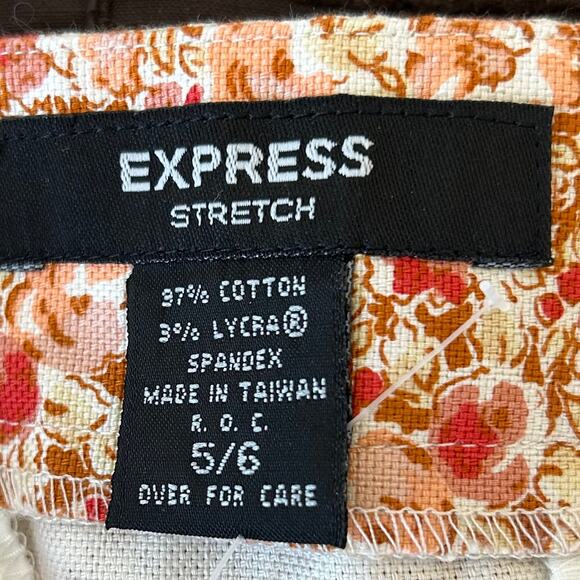 EXPRESS
STRETCH
97% COTTON
3% LYCRA®
SPANDEX
MADE IN TAIWAN
R. O. C.
5/6
OVER FOR CARE